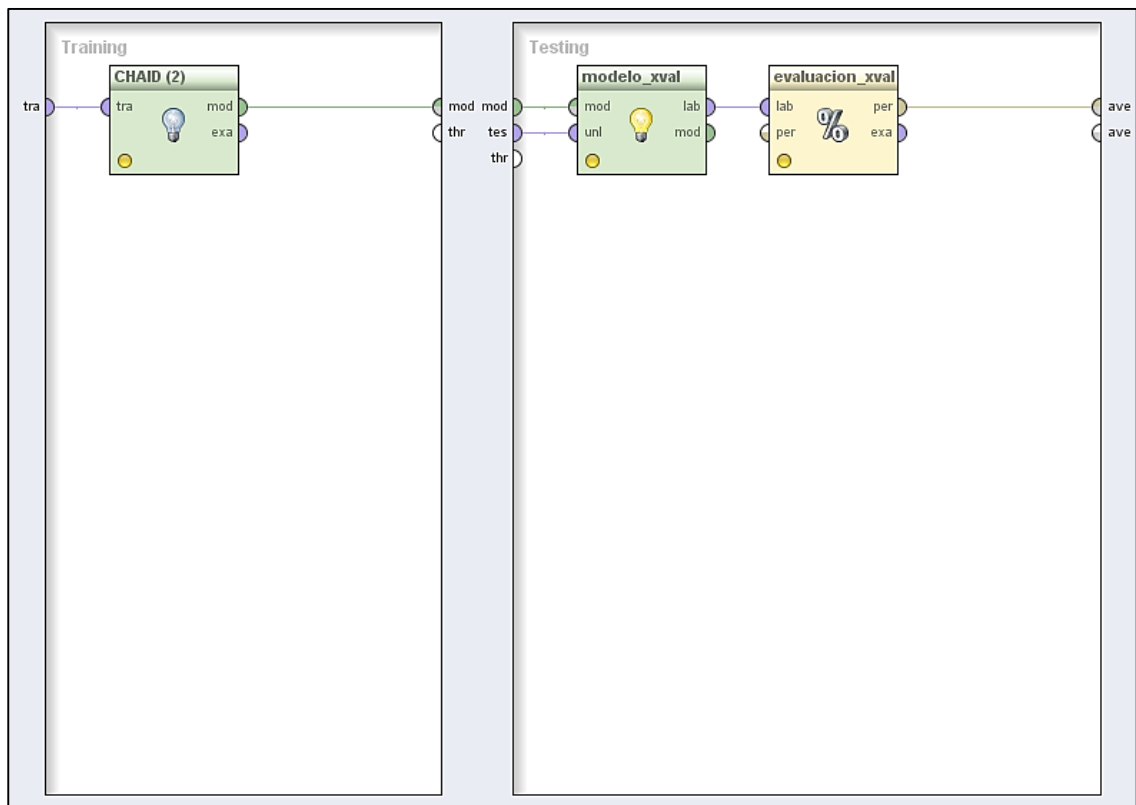 Training
Testing
CHAID (2)
modelo_xval
evaluacion_xval
tra
tra
mod
mod
mod
mod
lab
lab
per
ave
exa
thr
tes
unl
mod
per
exa
ave
thr